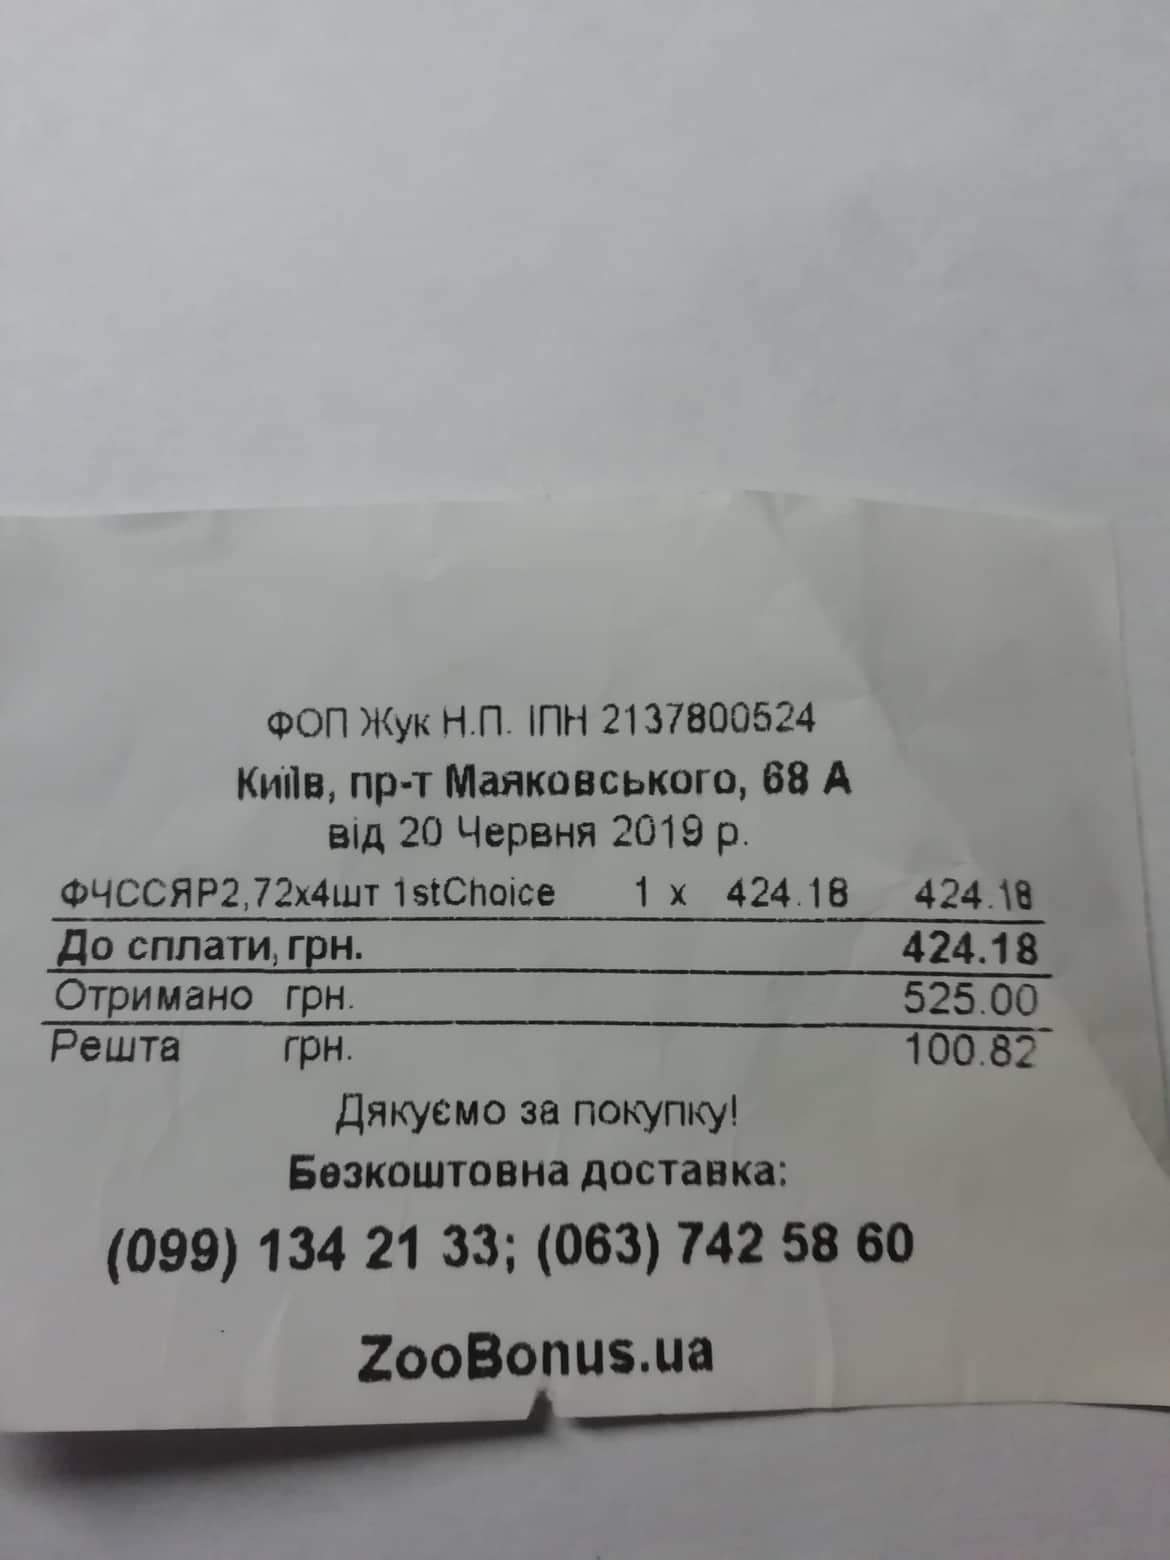 ФОП Жук Н.П. ІПН 2137800524
Київ, пр-т Маяковського, 68 А
від 20 Червня 2019 р.
ФЧССЯР2,72х4шт 1stChoice 1 х 424.18 424.18
До сплати, грн. 424.18
Отримано грн. 525.00
Решта грн. 100.82
Дякуємо за покупку!
Безкоштовна доставка:
(099) 134 21 33; (063) 742 58 60
ZooBonus.ua